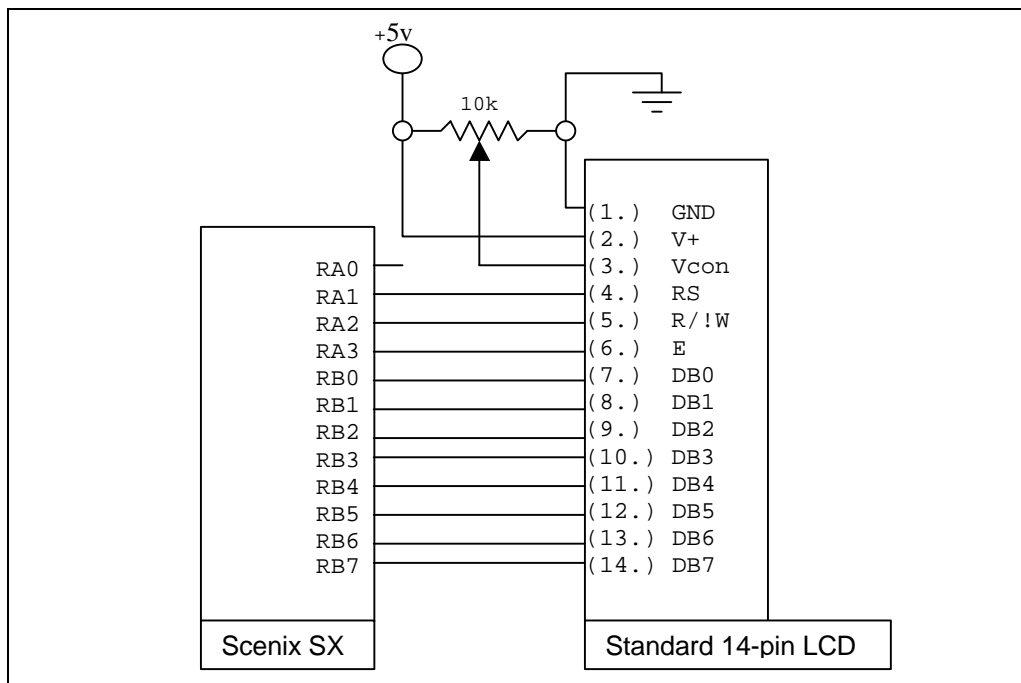 +5v
10k
(1.) GND
(2.) V+
(3.) Vcon
(4.) RS
(5.) R/!W
(6.) E
(7.) DB0
(8.) DB1
(9.) DB2
(10.) DB3
(11.) DB4
(12.) DB5
(13.) DB6
(14.) DB7
RA0
RA1
RA2
RA3
RB0
RB1
RB2
RB3
RB4
RB5
RB6
RB7
Scenix SX
Standard 14-pin LCD